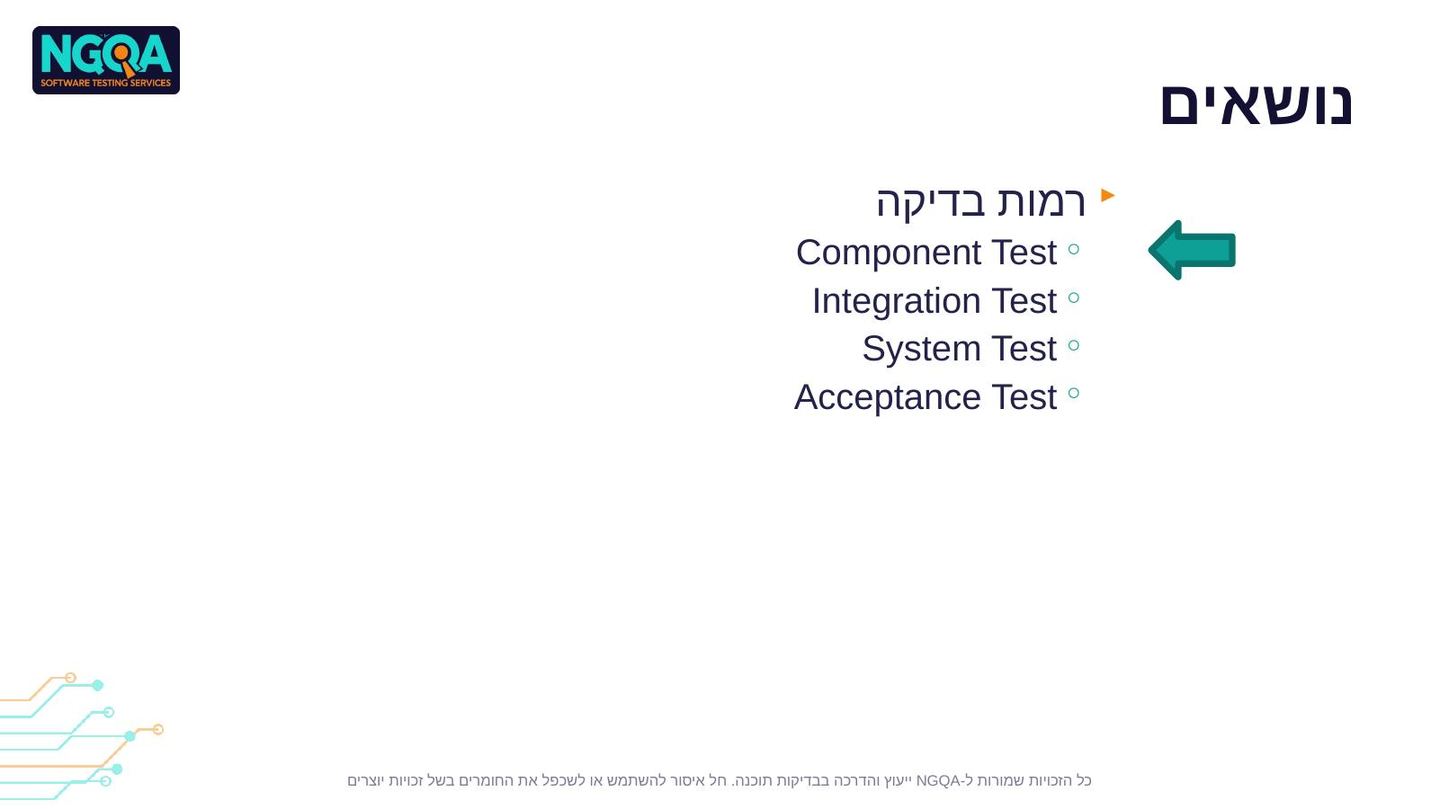 NGQA
SOFTWARE TESTING SERVICES
נושאים
רמות בדיקה
Component Test
Integration Test
System Test
Acceptance Test
כל הזכויות שמורות ל-NGQA ייעוץ והדרכה בבדיקות תוכנה. חל איסור להשתמש או לשכפל את החומרים בשל זכויות יוצרים